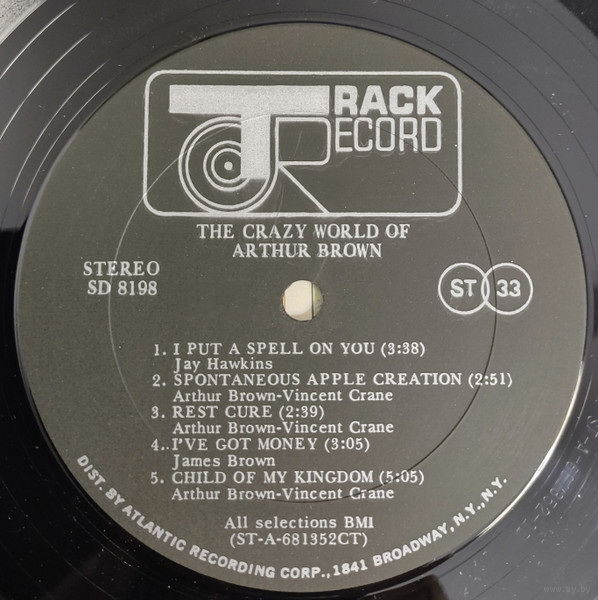 TRACK
RECORD
THE CRAZY WORLD OF
ARTHUR BROWN
STEREO
SD 8198
ST 33
1. I PUT A SPELL ON YOU (3:38)
Jay Hawkins
2. SPONTANEOUS APPLE CREATION (2:51)
Arthur Brown-Vincent Crane
3. REST CURE (2:39)
Arthur Brown-Vincent Crane
4..I'VE GOT MONEY (3:05)
James Brown
5. CHILD OF MY KINGDOM (5:05)
Arthur Brown-Vincent Crane
All selections BMI
(ST-A-681352CT)
DIST. BY ATLANTIC RECORDING CORP., 1841 BROADWAY, N.Y., N.Y.
www.ay.by